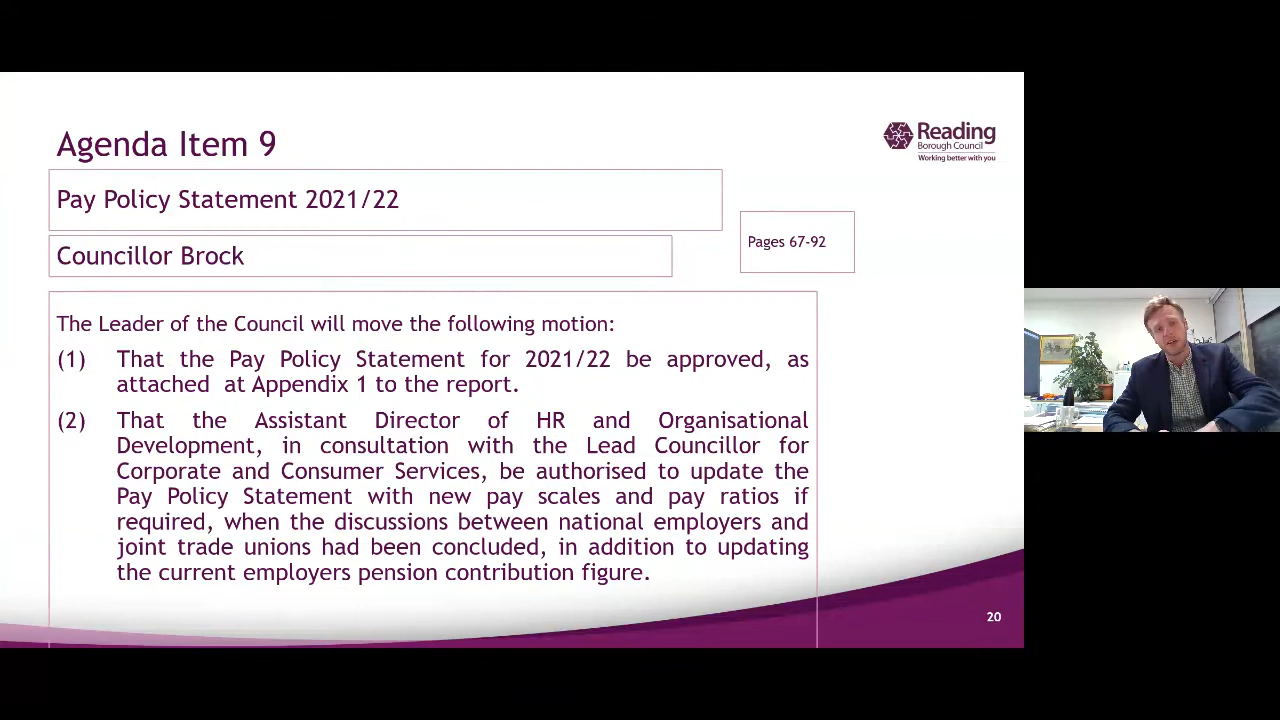 Agenda Item 9
Reading
Borough Council
Working better with you
Pay Policy Statement 2021/22
Pages 67-92
Councillor Brock
The Leader of the Council will move the following motion:
(1) That the Pay Policy Statement for 2021/22 be approved, as
attached at Appendix 1 to the report.
(2) That the Assistant Director of HR and Organisational
Development, in consultation with the Lead Councillor for
Corporate and Consumer Services, be authorised to update the
Pay Policy Statement with new pay scales and pay ratios if
required, when the discussions between national employers and
joint trade unions had been concluded, in addition to updating
the current employers pension contribution figure.
20